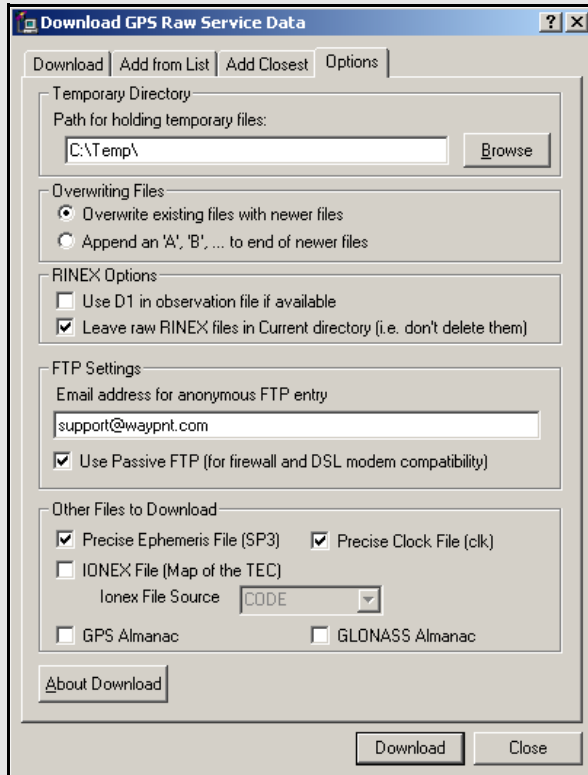 Download GPS Raw Service Data
Download Add from List Add Closest Options
Temporary Directory
Path for holding temporary files:
C:\Temp\
Browse
Overwriting Files
Overwrite existing files with newer files
Append an 'A', 'B', ... to end of newer files
RINEX Options
Use D1 in observation file if available
Leave raw RINEX files in Current directory (i.e. don't delete them)
FTP Settings
Email address for anonymous FTP entry
support@waypnt.com
Use Passive FTP (for firewall and DSL modem compatibility)
Other Files to Download
Precise Ephemeris File (SP3) Precise Clock File (clk)
IONEX File (Map of the TEC)
Ionex File Source CODE
GPS Almanac GLONASS Almanac
About Download
Download Close